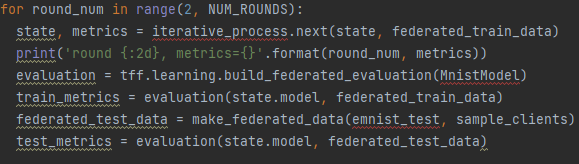 for round_num in range(2, NUM_ROUNDS):
state, metrics = iterative_process.next(state, federated_train_data)
print('round {:2d}, metrics={}'.format(round_num, metrics))
evaluation = tff.learning.build_federated_evaluation(MnistModel)
train_metrics = evaluation(state.model, federated_train_data)
federated_test_data = make_federated_data(emnist_test, sample_clients)
test_metrics = evaluation(state.model, federated_test_data)